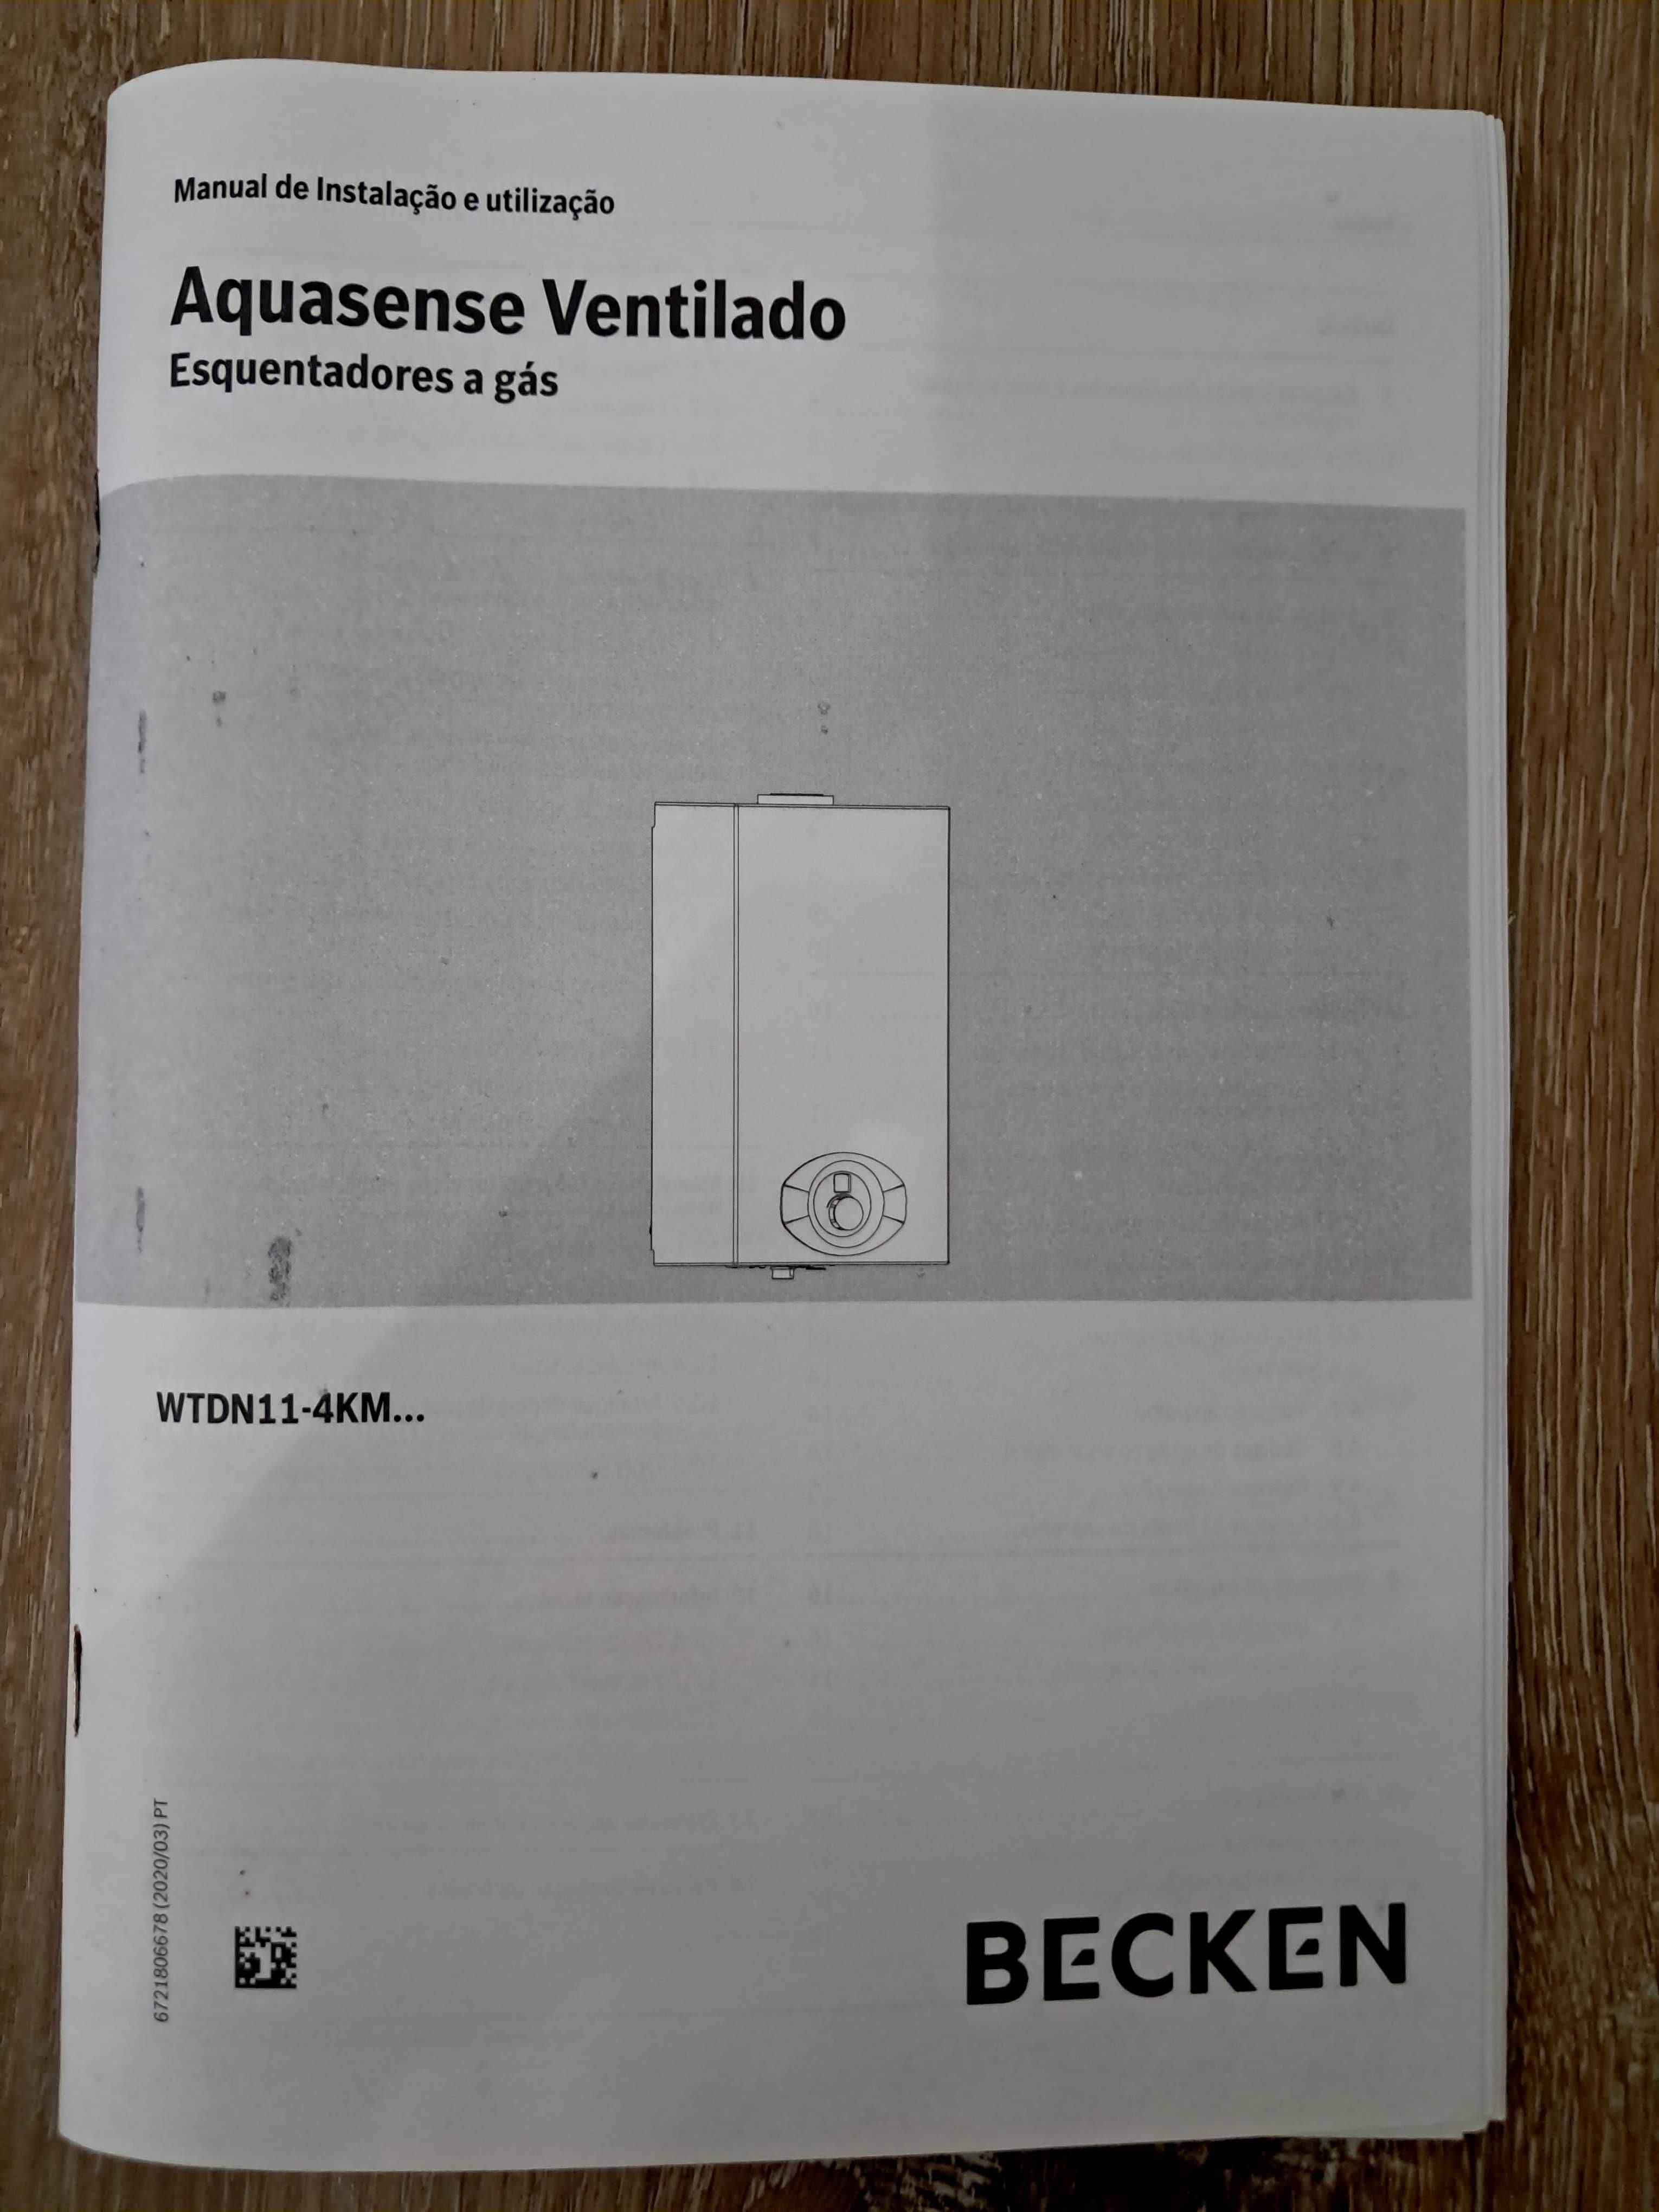 Manual de Instalação e utilização
Aquasense Ventilado
Esquentadores a gás
WTDN11-4KM...
6721806678 (2020/03) PT
BECKEN